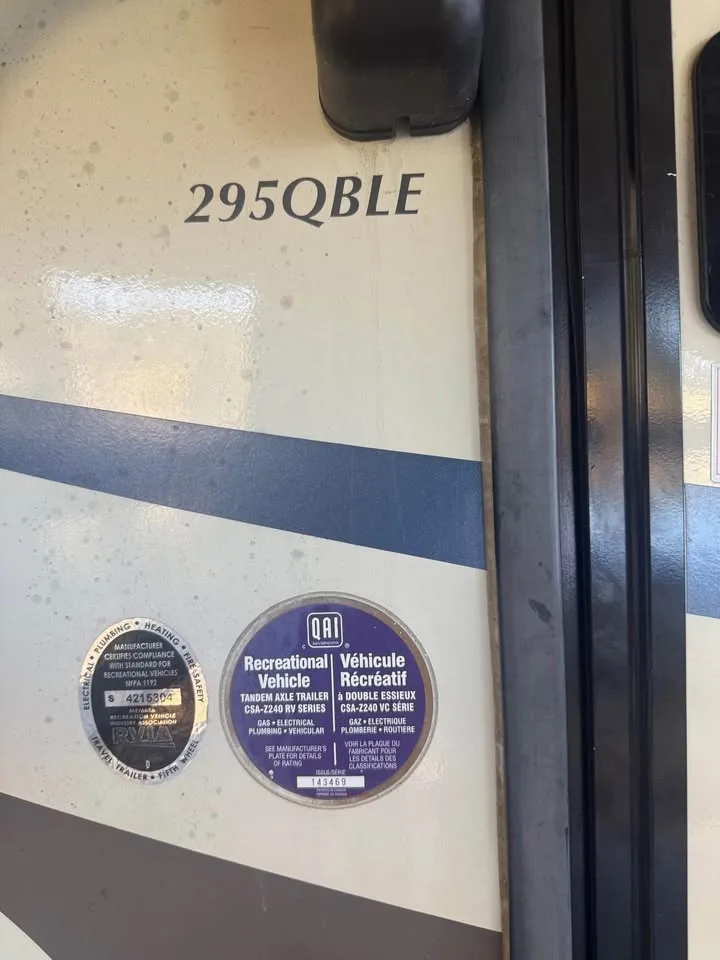 295QBLE
ELECTRICAL • PLUMBING • HEATING • FIRE SAFETY
MANUFACTURER
CERTIFIES COMPLIANCE
WITH STANDARD FOR
RECREATIONAL VEHICLES
NFPA 1192
S 4215304
MEMBER
RECREATION VEHICLE
INDUSTRY ASSOCIATION
RVIA
D
TRAVEL TRAILER • FIFTH WHEEL
QAI
Recreational
Vehicle
TANDEM AXLE TRAILER
CSA-Z240 RV SERIES
GAS • ELECTRICAL
PLUMBING • VEHICULAR
SEE MANUFACTURER'S
PLATE FOR DETAILS
OF RATING
Véhicule
Récréatif
à DOUBLE ESSIEUX
CSA-Z240 VC SÉRIE
GAZ • ÉLECTRIQUE
PLOMBERIE • ROUTIERE
VOIR LA PLAQUE DU
FABRICANT POUR
LES DETAILS DES
CLASSIFICATIONS
ISSUE/SÉRIE
143469